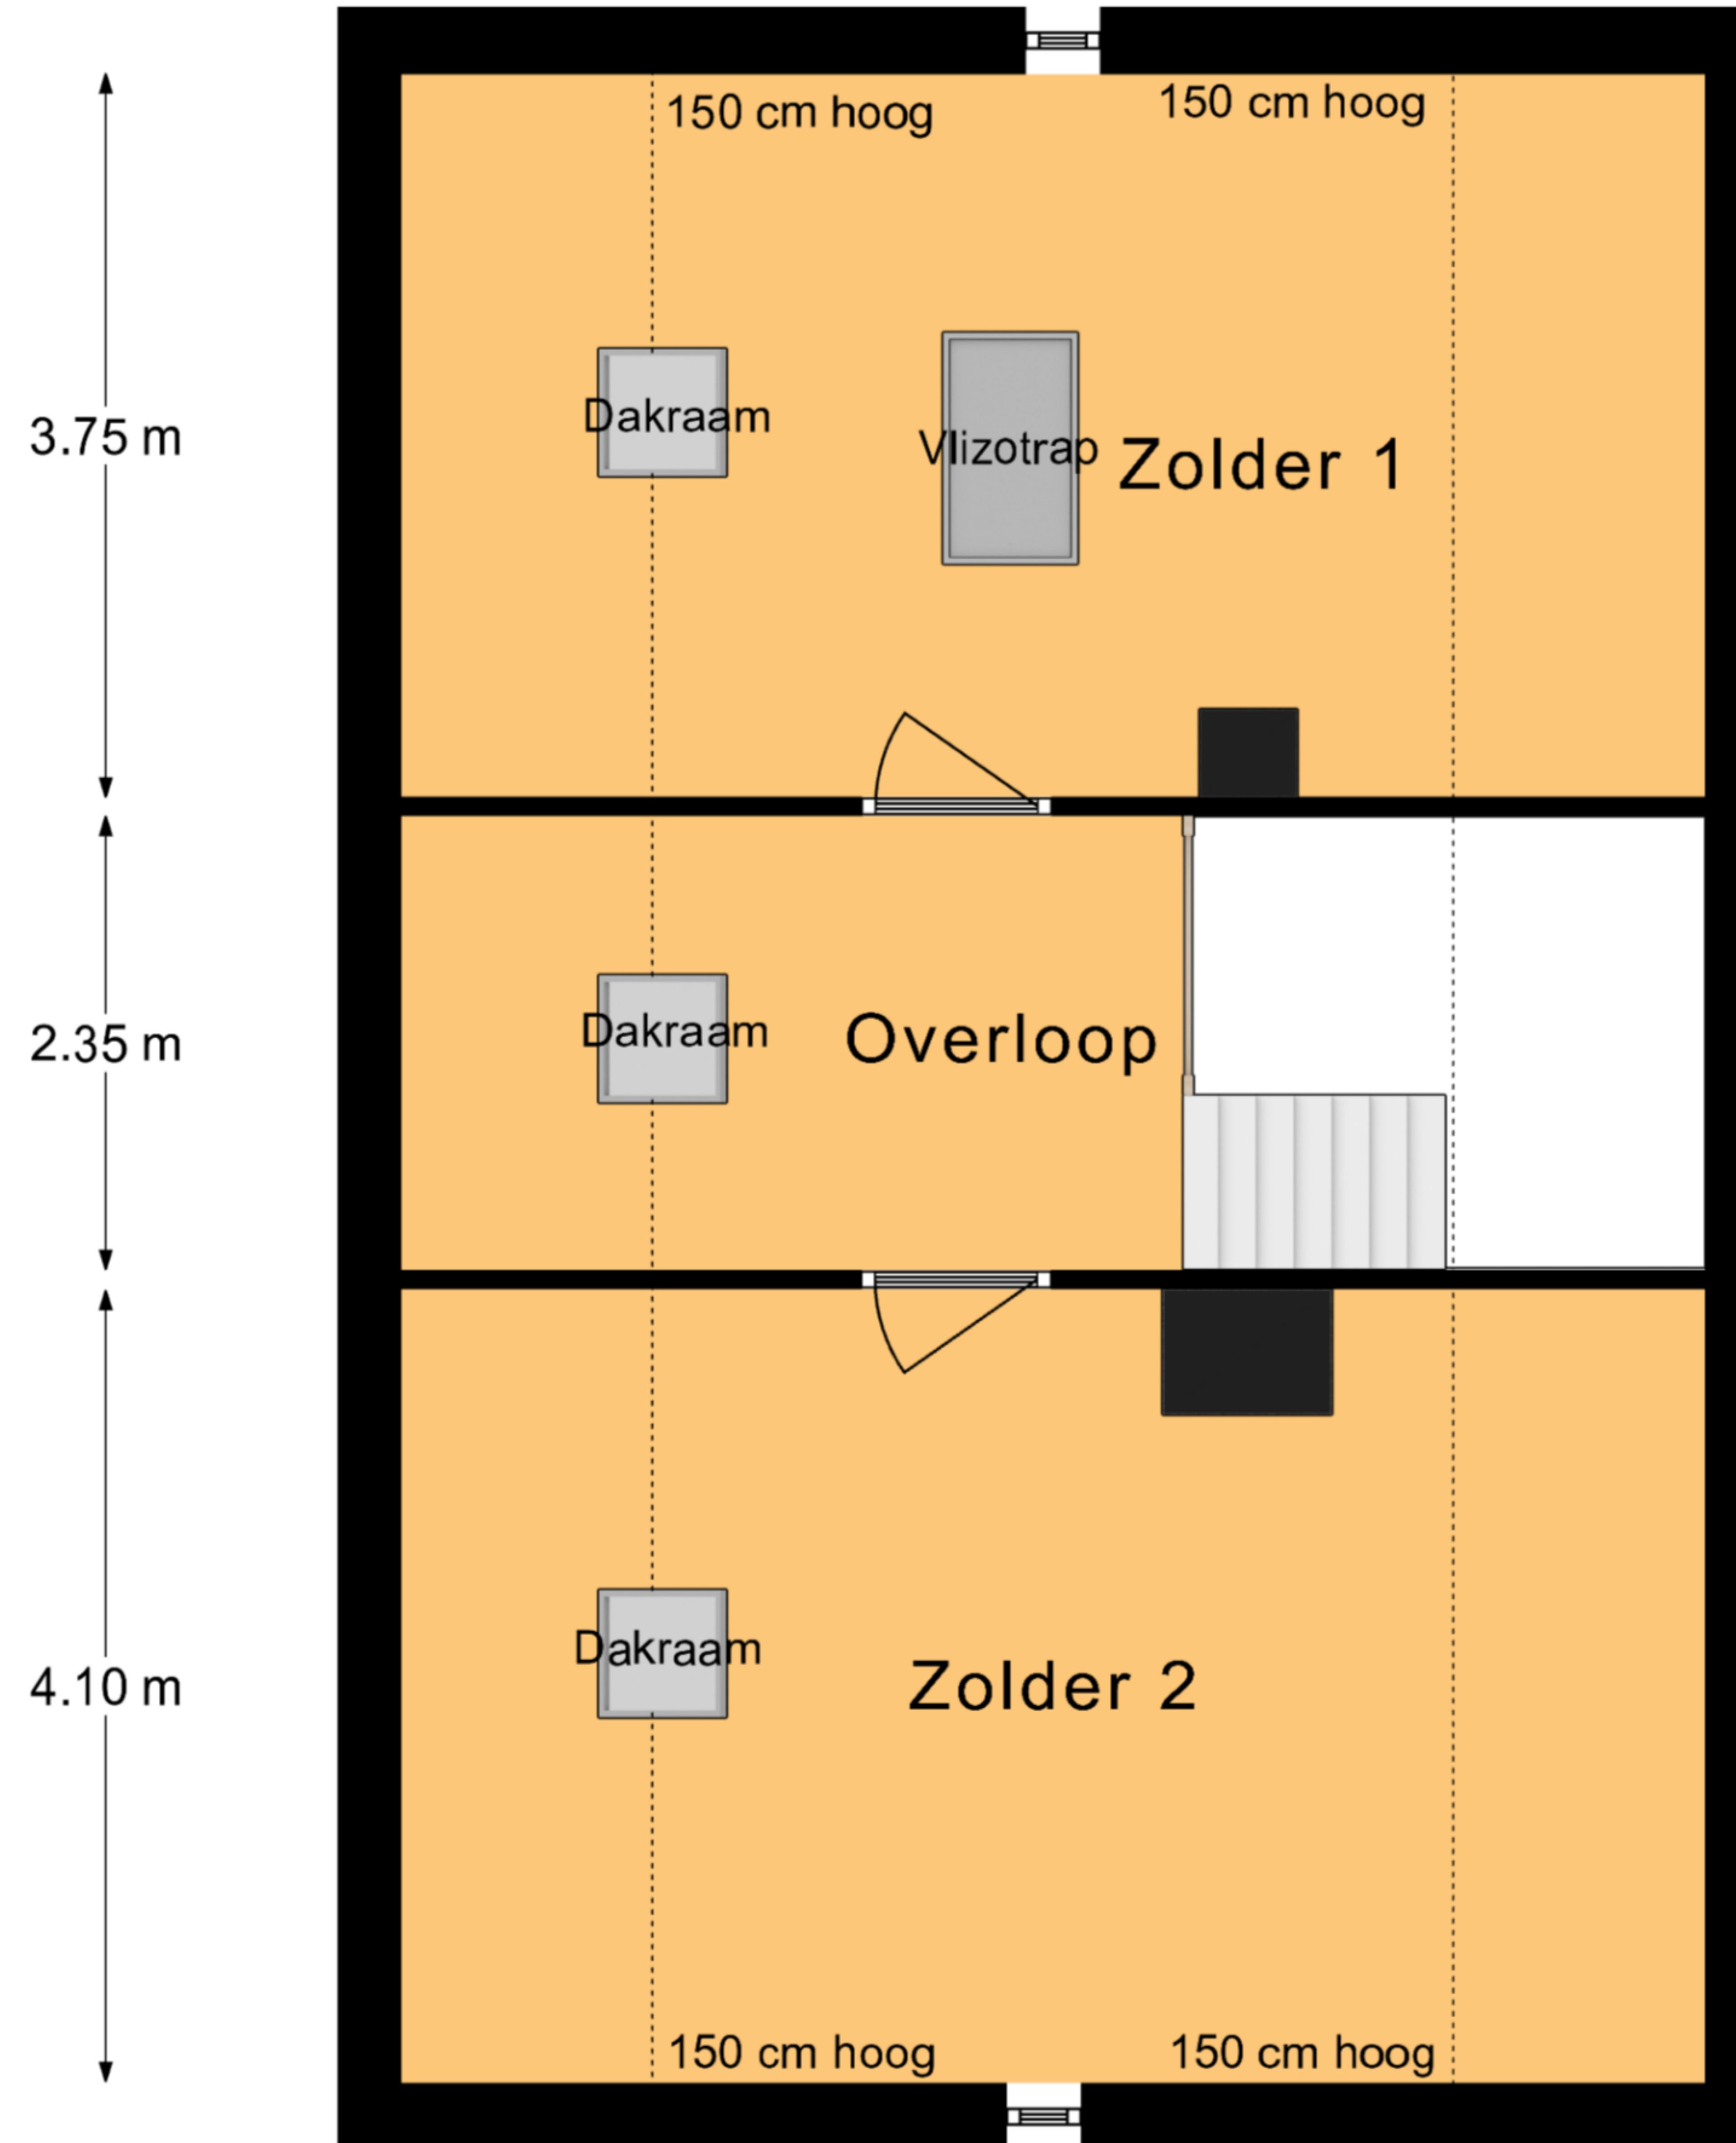 150 cm hoog
150 cm hoog
Dakraam
Vlizotrap
Zolder 1
3.75 m
Dakraam
Overloop
2.35 m
Dakraam
Zolder 2
4.10 m
150 cm hoog
150 cm hoog